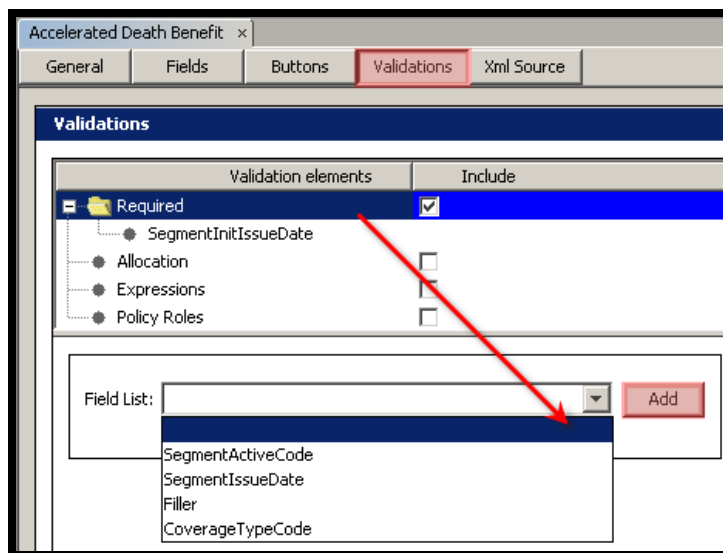 Accelerated Death Benefit ×
General Fields Buttons Validations Xml Source
Validations
Validation elements Include
Required
SegmentInitIssueDate
Allocation
Expressions
Policy Roles
Field List: Add
SegmentActiveCode
SegmentIssueDate
Filler
CoverageTypeCode